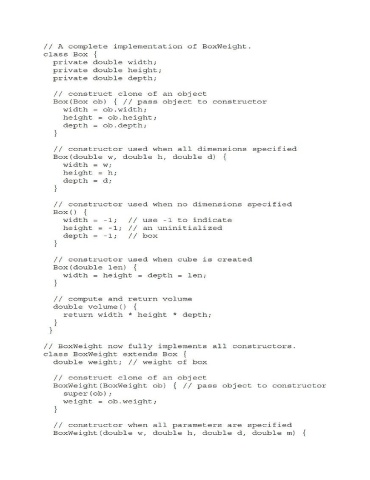 // A complete implementation of BoxWeight.
class Box {
  private double width;
  private double height;
  private double depth;

  // construct clone of an object
  Box(Box ob) { // pass object to constructor
    width = ob.width;
    height = ob.height;
    depth = ob.depth;
  }

  // constructor used when all dimensions specified
  Box(double w, double h, double d) {
    width = w;
    height = h;
    depth = d;
  }

  // constructor used when no dimensions specified
  Box() {
    width = -1;  // use -1 to indicate
    height = -1; // an uninitialized
    depth = -1;  // box
  }

  // constructor used when cube is created
  Box(double len) {
    width = height = depth = len;
  }

  // compute and return volume
  double volume() {
    return width * height * depth;
  }
 }

// BoxWeight now fully implements all constructors.
class BoxWeight extends Box {
  double weight; // weight of box

  // construct clone of an object
  BoxWeight(BoxWeight ob) { // pass object to constructor
    super(ob);
    weight = ob.weight;
  }

  // constructor when all parameters are specified
  BoxWeight(double w, double h, double d, double m) {